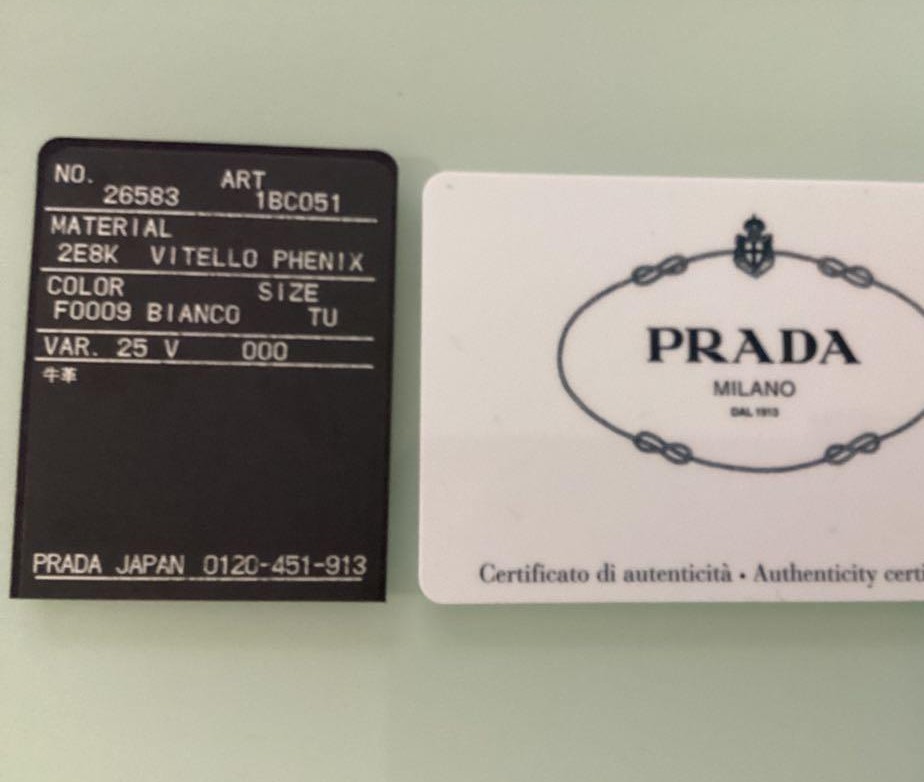 NO. ART
26583 1BC051
MATERIAL
2E8K VITELLO PHENIX
COLOR SIZE
F0009 BIANCO TU
VAR. 25 V 000
牛革
PRADA JAPAN 0120-451-913
PRADA
MILANO
DAL 1913
Certificato di autenticità • Authenticity certi